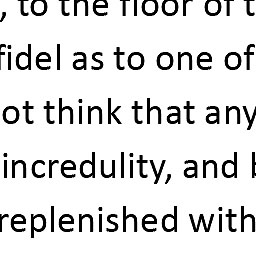 , to the floor of t
fidel as to one of
ot think that any
incredulity, and b
replenished with